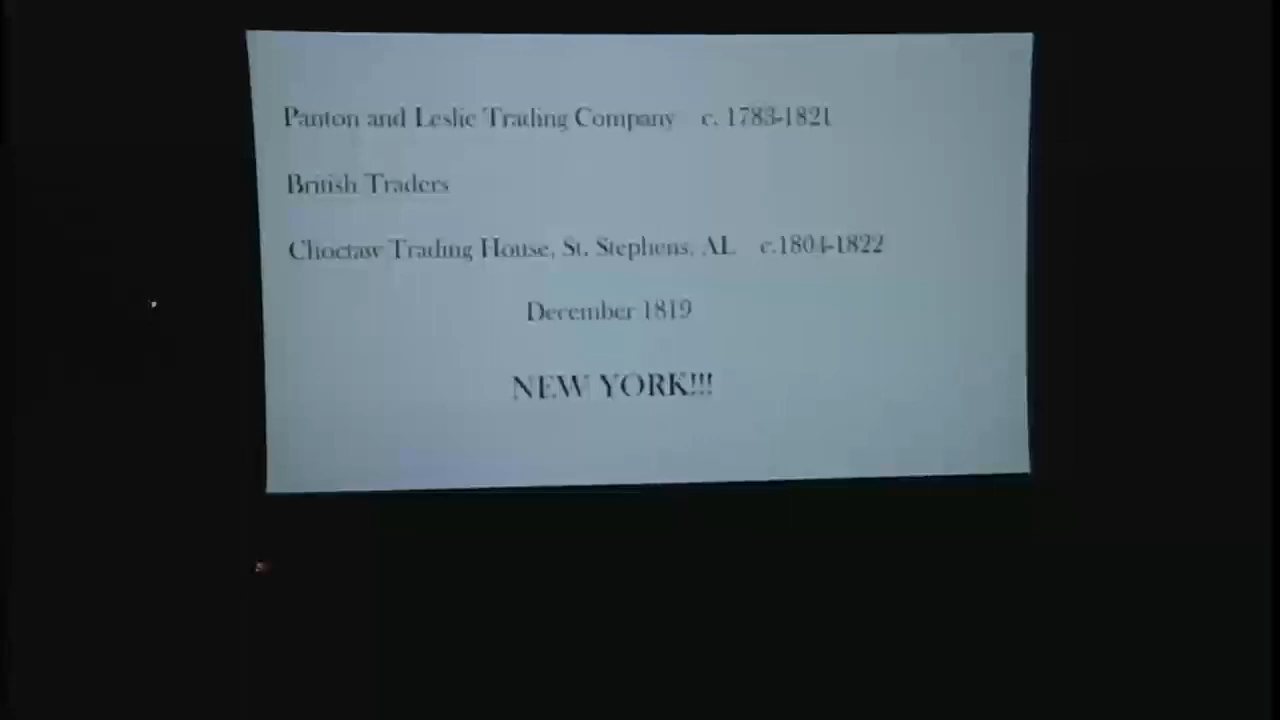 Panton and Leslie Trading Company c. 1783-1821
British Traders
Choctaw Trading House, St. Stephens, AL c.1804-1822
December 1819
NEW YORK!!!